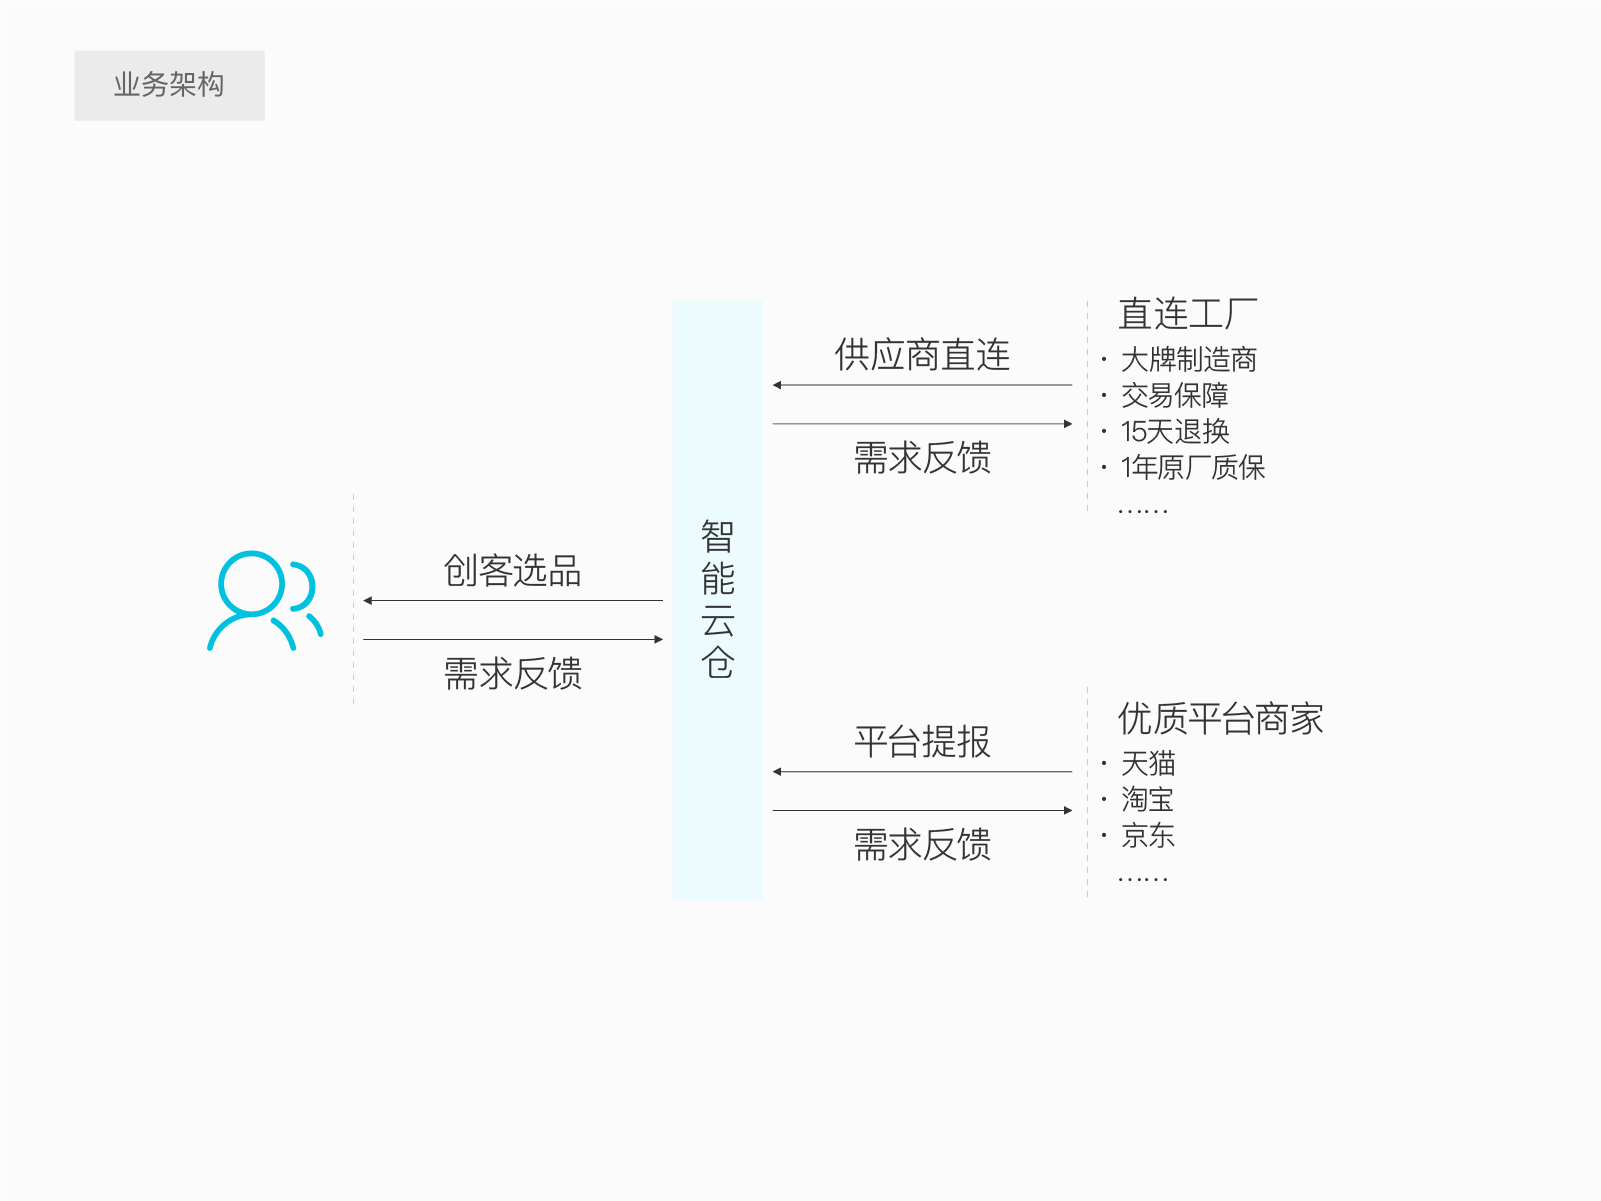 业务架构
供应商直连
需求反馈
直连工厂
· 大牌制造商
· 交易保障
· 15天退换
· 1年原厂质保
……
创客选品
需求反馈
智能云仓
平台提报
需求反馈
优质平台商家
· 天猫
· 淘宝
· 京东
……